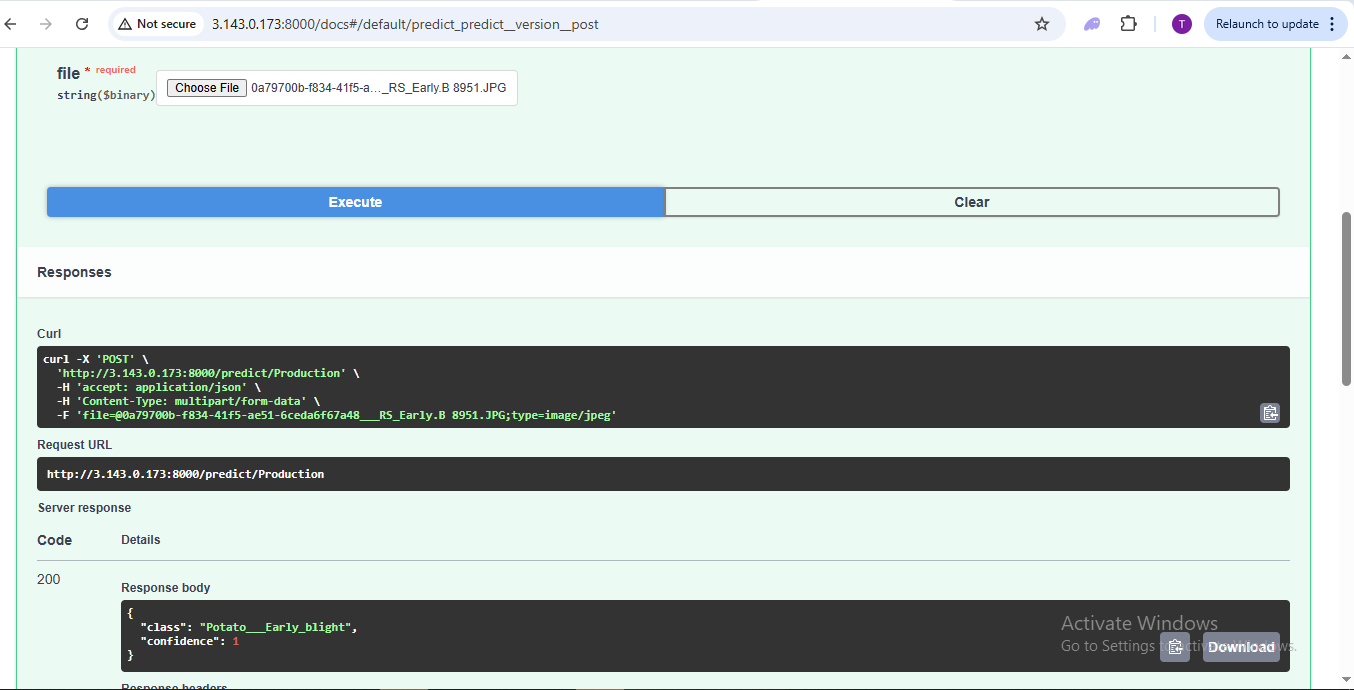 Not secure 3.143.0.173:8000/docs#/default/predict_predict__version__post T Relaunch to update
file * required
string($binary)
Choose File 0a79700b-f834-41f5-a…_RS_Early.B 8951.JPG
Execute Clear
Responses
Curl
curl -X 'POST' \
'http://3.143.0.173:8000/predict/Production' \
-H 'accept: application/json' \
-H 'Content-Type: multipart/form-data' \
-F 'file=@0a79700b-f834-41f5-ae51-6ceda6f67a48___RS_Early.B 8951.JPG;type=image/jpeg'
Request URL
http://3.143.0.173:8000/predict/Production
Server response
Code Details
200
Response body
{
"class": "Potato___Early_blight",
"confidence": 1
}
Activate Windows
Go to Settings to activate Windows.
Download
Response headers